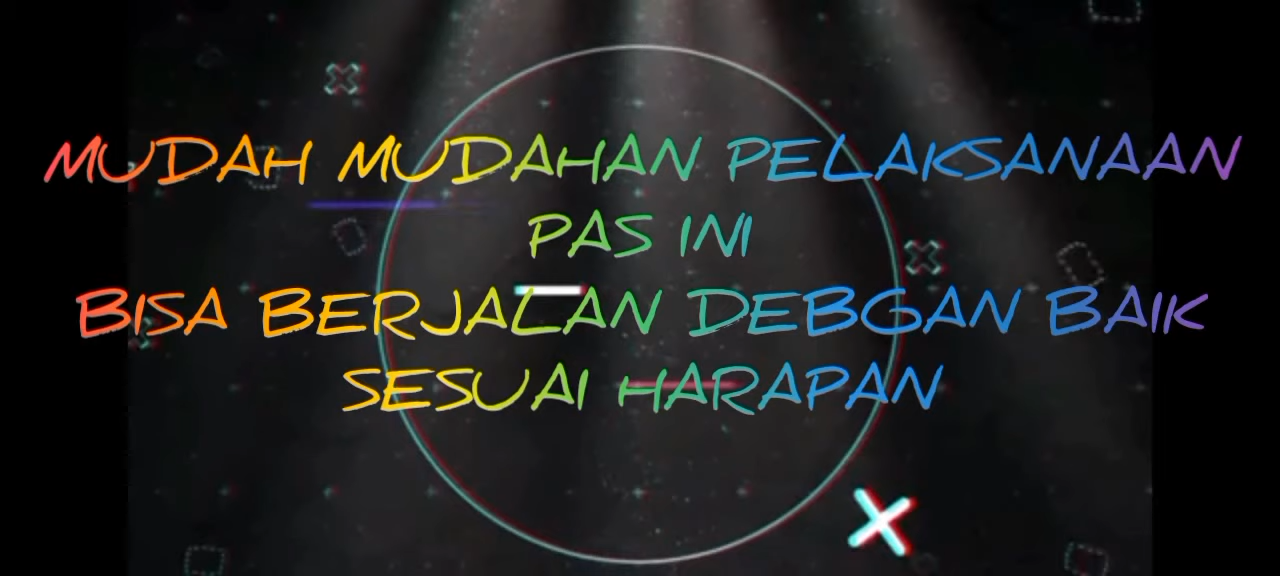 MUDAH MUDAHAN PELAKSANAAN
PAS INI
BISA BERJALAN DEBGAN BAIK
SESUAI HARAPAN